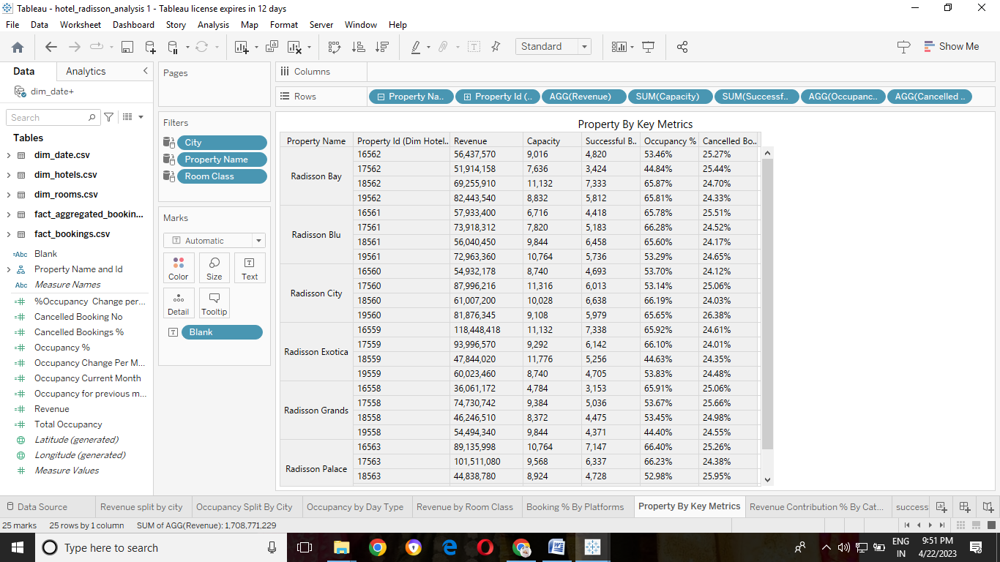 Tableau - hotel_radisson_analysis 1 - Tableau license expires in 12 days
File Data Worksheet Dashboard Story Analysis Map Format Server Window Help
Standard Show Me
Data Analytics
dim_date+
Search
Tables
dim_date.csv
dim_hotels.csv
dim_rooms.csv
fact_aggregated_bookin...
fact_bookings.csv
=Abc Blank
Property Name and Id
Abc Measure Names
%Occupancy Change per...
Cancelled Booking No
Cancelled Bookings %
Occupancy %
Occupancy Change Per M...
Occupancy Current Month
Occupancy for previous m...
Revenue
Total Occupancy
Latitude (generated)
Longitude (generated)
Measure Values
Pages
Filters
City
Property Name
Room Class
Marks
T Automatic
Color Size Text
Detail Tooltip
T Blank
Columns
Rows Property Na.. Property Id (.. AGG(Revenue) SUM(Capacity) SUM(Successf.. AGG(Occupanc.. AGG(Cancelled ..
Property By Key Metrics
Property Name Property Id (Dim Hotel.. Revenue Capacity Successful B.. Occupancy % Cancelled Bo..
Radisson Bay
16562 56,437,570 9,016 4,820 53.46% 25.27%
17562 51,914,158 7,636 3,424 44.84% 25.44%
18562 69,255,910 11,132 7,333 65.87% 24.70%
19562 82,443,540 8,832 5,812 65.81% 24.33%
Radisson Blu
16561 57,933,400 6,716 4,418 65.78% 25.51%
17561 73,918,312 7,820 5,183 66.28% 24.52%
18561 56,040,450 9,844 6,458 65.60% 24.17%
19561 72,963,360 10,764 5,736 53.29% 24.65%
Radisson City
16560 54,932,178 8,740 4,693 53.70% 24.12%
17560 87,996,216 11,316 6,013 53.14% 25.06%
18560 61,007,200 10,028 6,638 66.19% 24.03%
19560 81,876,345 9,108 5,979 65.65% 26.38%
Radisson Exotica
16559 118,448,418 11,132 7,338 65.92% 24.61%
17559 93,996,570 9,292 6,142 66.10% 24.01%
18559 47,844,020 11,776 5,256 44.63% 24.35%
19559 60,023,460 8,740 4,705 53.83% 24.48%
Radisson Grands
16558 36,061,172 4,784 3,153 65.91% 25.06%
17558 74,730,742 9,384 5,036 53.67% 25.66%
18558 46,246,510 8,372 4,475 53.45% 24.98%
19558 54,494,340 9,844 4,371 44.40% 24.55%
Radisson Palace
16563 89,135,998 10,764 7,147 66.40% 25.26%
17563 101,511,080 9,568 6,337 66.23% 24.38%
18563 44,838,780 8,924 4,728 52.98% 25.95%
Data Source Revenue split by city Occupancy Split By City Occupancy by Day Type Revenue by Room Class Booking % By Platforms Property By Key Metrics Revenue Contribution % By Cat... success
25 marks 25 rows by 1 column SUM of AGG(Revenue): 1,708,771,229
Type here to search
ENG
IN
9:51 PM
4/22/2023